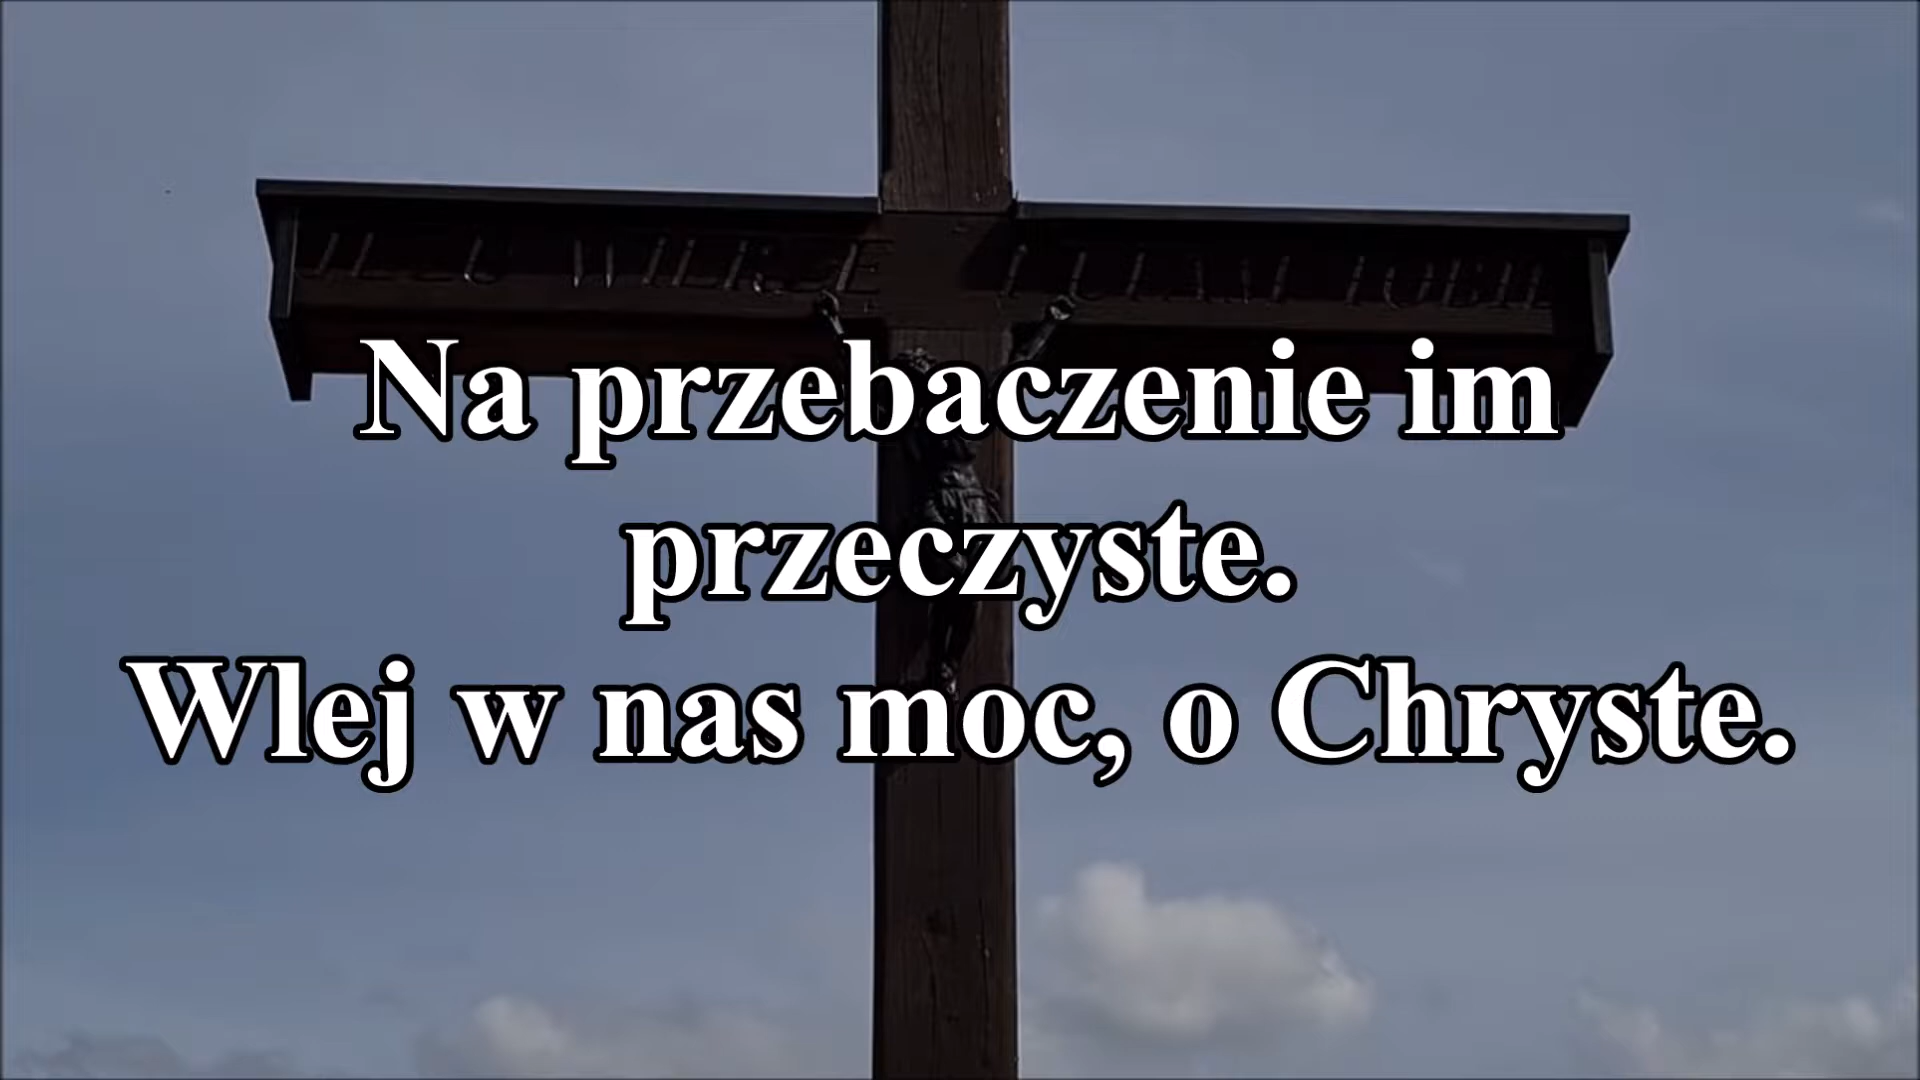 Na przebaczenie im
przeczyste.
Wlej w nas moc, o Chryste.